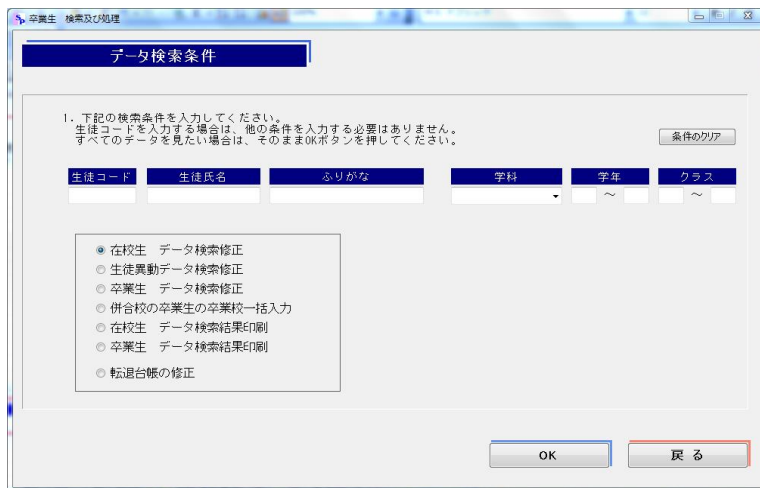 卒業生 検索及び処理
データ検索条件
1. 下記の検索条件を入力してください。
生徒コードを入力する場合は、他の条件を入力する必要はありません。
すべてのデータを見たい場合は、そのままOKボタンを押してください。
条件のクリア
生徒コード 生徒氏名 ふりがな 学科 学年 クラス
～ ～
在校生 データ検索修正
生徒異動データ検索修正
卒業生 データ検索修正
併合校の卒業生の卒業校一括入力
在校生 データ検索結果印刷
卒業生 データ検索結果印刷
転退台帳の修正
OK 戻る